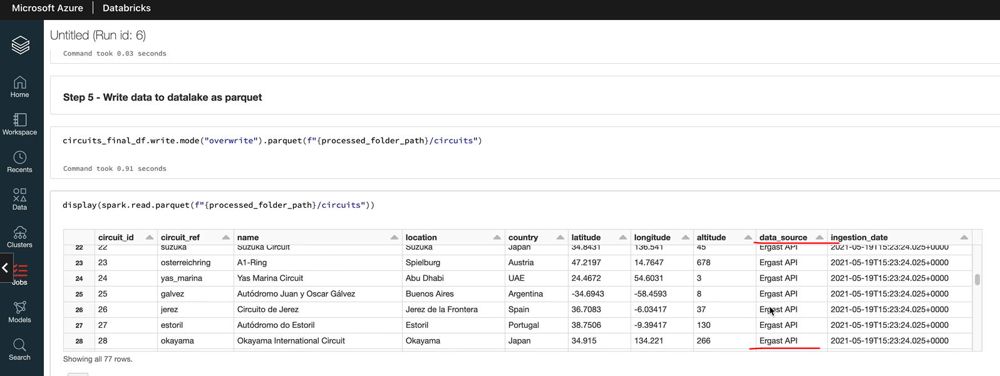 Microsoft Azure | Databricks
Untitled (Run id: 6)
Command took 0.03 seconds
Home
Step 5 - Write data to datalake as parquet
Workspace
circuits_final_df.write.mode("overwrite").parquet(f"{processed_folder_path}/circuits")
Recents
Command took 0.91 seconds
Data
display(spark.read.parquet(f"{processed_folder_path}/circuits"))
Clusters
Jobs
Models
Search
circuit_id circuit_ref name location country latitude longitude altitude data_source ingestion_date
22 22 suzuka Suzuka Circuit Suzuka Japan 34.8431 136.541 45 Ergast API 2021-05-19T15:23:24.025+0000
23 23 osterreichring A1-Ring Spielburg Austria 47.2197 14.7647 678 Ergast API 2021-05-19T15:23:24.025+0000
24 24 yas_marina Yas Marina Circuit Abu Dhabi UAE 24.4672 54.6031 3 Ergast API 2021-05-19T15:23:24.025+0000
25 25 galvez Autódromo Juan y Oscar Gálvez Buenos Aires Argentina -34.6943 -58.4593 8 Ergast API 2021-05-19T15:23:24.025+0000
26 26 jerez Circuito de Jerez Jerez de la Frontera Spain 36.7083 -6.03417 37 Ergast API 2021-05-19T15:23:24.025+0000
27 27 estoril Autódromo do Estoril Estoril Portugal 38.7506 -9.39417 130 Ergast API 2021-05-19T15:23:24.025+0000
28 28 okayama Okayama International Circuit Okayama Japan 34.915 134.221 266 Ergast API 2021-05-19T15:23:24.025+0000
Showing all 77 rows.